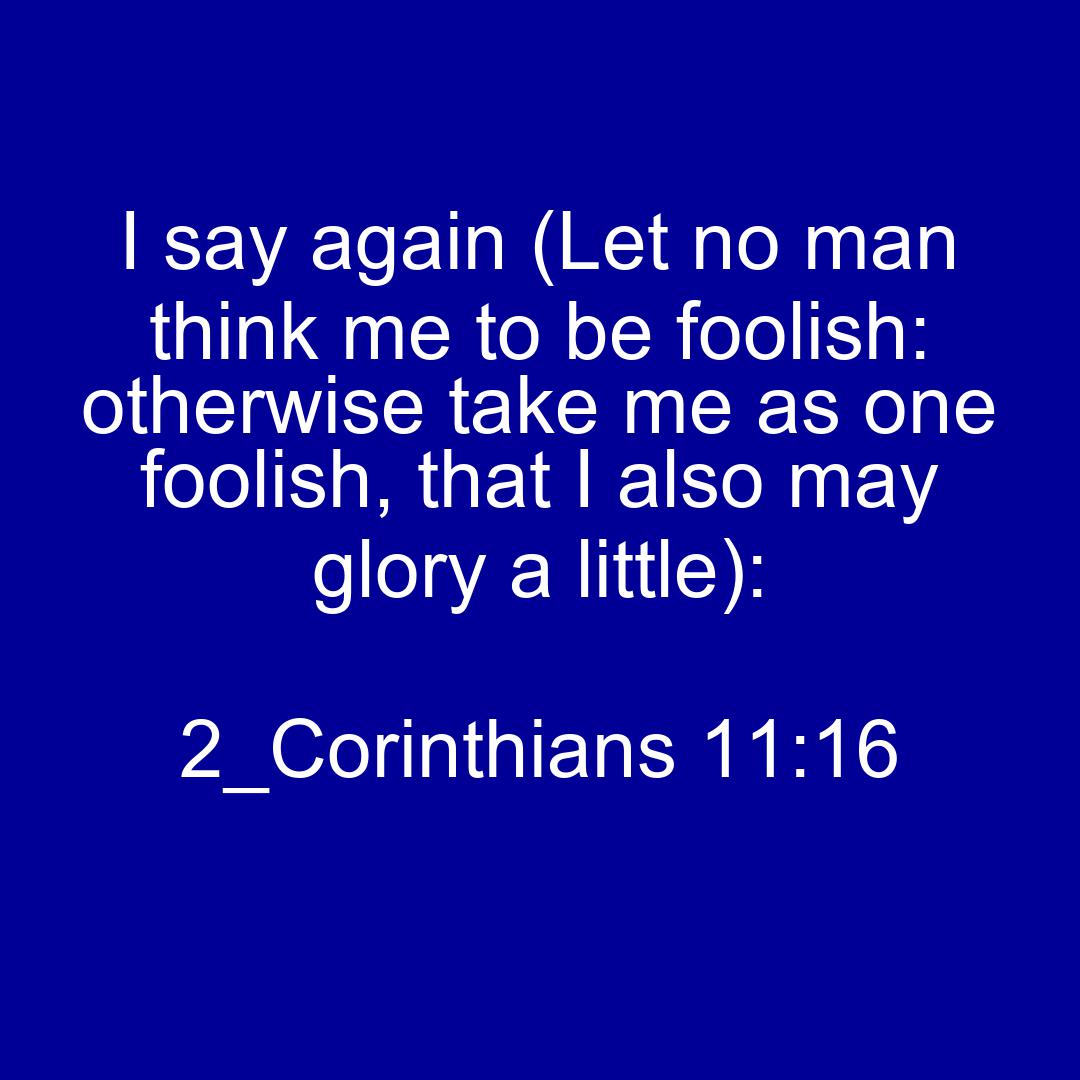 I say again (Let no man
think me to be foolish:
otherwise take me as one
foolish, that I also may
glory a little):
2_Corinthians 11:16